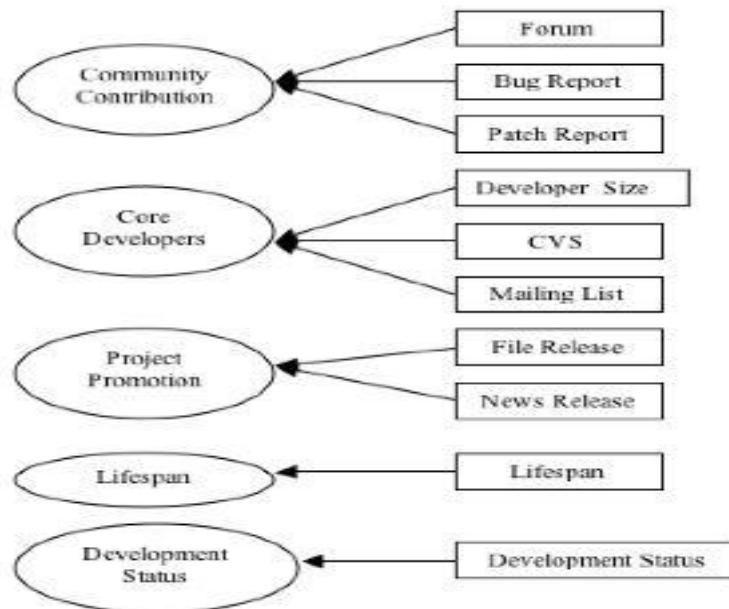 Community
Contribution
Forum
Bug Report
Patch Report
Core
Developers
Developer Size
CVS
Mailing List
Project
Promotion
File Release
News Release
Lifespan
Lifespan
Development
Status
Development Status